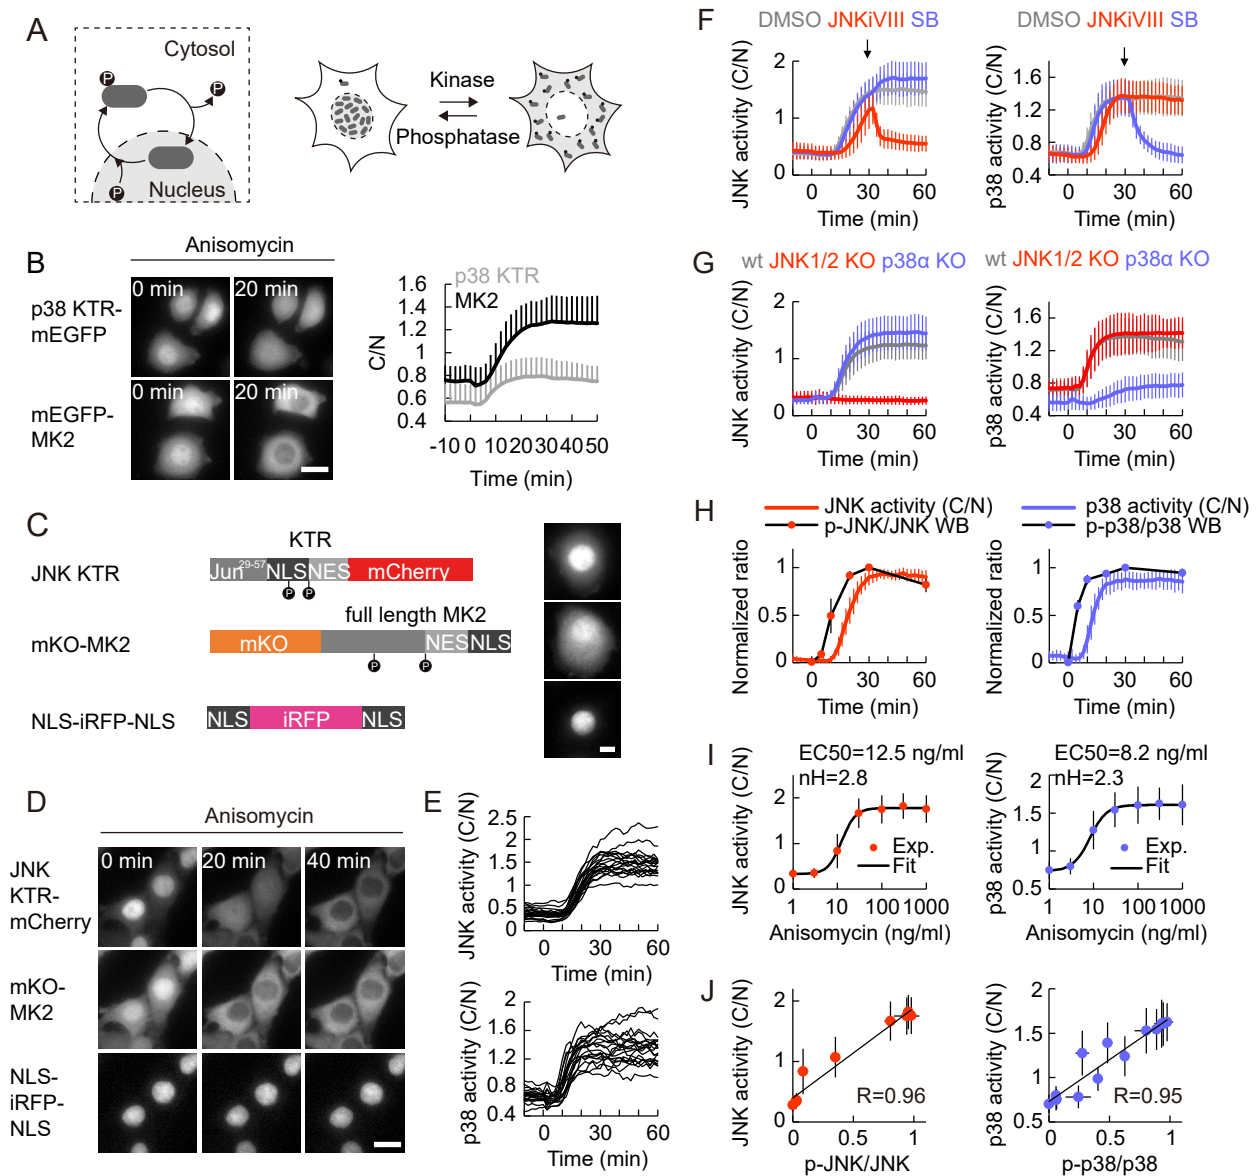 A
Cytosol
P
P
P
Nucleus
Kinase
Phosphatase
B
Anisomycin
p38 KTR-
mEGFP
0 min
20 min
mEGFP-
MK2
0 min
20 min
p38 KTR
MK2
C/N
1.6
1.4
1.2
1.0
0.8
0.6
0.4
-10 0 10 20 30 40 50
Time (min)
C
KTR
JNK KTR
Jun29-57 NLS NES mCherry
P P
full length MK2
mKO-MK2
mKO NES NLS
P P
NLS-iRFP-NLS
NLS iRFP NLS
D
Anisomycin
JNK
KTR-
mCherry
0 min 20 min 40 min
mKO-
MK2
NLS-
iRFP-
NLS
E
JNK activity (C/N)
2.5
2
1.5
1
0.5
0
0 30 60
Time (min)
p38 activity (C/N)
2
1.6
1.2
0.8
0.4
0 30 60
Time (min)
F
DMSO JNKiVIII SB
JNK activity (C/N)
2
1
0
0 30 60
Time (min)
DMSO JNKiVIII SB
p38 activity (C/N)
1.6
1.2
0.8
0.4
0 30 60
Time (min)
G
wt JNK1/2 KO p38α KO
JNK activity (C/N)
2
1
0
0 30 60
Time (min)
wt JNK1/2 KO p38α KO
p38 activity (C/N)
1.6
1.2
0.8
0.4
0 30 60
Time (min)
H
JNK activity (C/N)
p-JNK/JNK WB
Normalized ratio
1
0.5
0
0 30 60
Time (min)
p38 activity (C/N)
p-p38/p38 WB
Normalized ratio
1
0.5
0
0 30 60
Time (min)
I
EC50=12.5 ng/ml
nH=2.8
JNK activity (C/N)
2
1
0
Exp.
Fit
1 10 100 1000
Anisomycin (ng/ml)
EC50=8.2 ng/ml
nH=2.3
p38 activity (C/N)
2
1.5
1
0.5
Exp.
Fit
1 10 100 1000
Anisomycin (ng/ml)
J
JNK activity (C/N)
2
1
0
R=0.96
0 0.5 1
p-JNK/JNK
p38 activity (C/N)
2
1.5
1
0.5
R=0.95
0 0.5 1
p-p38/p38